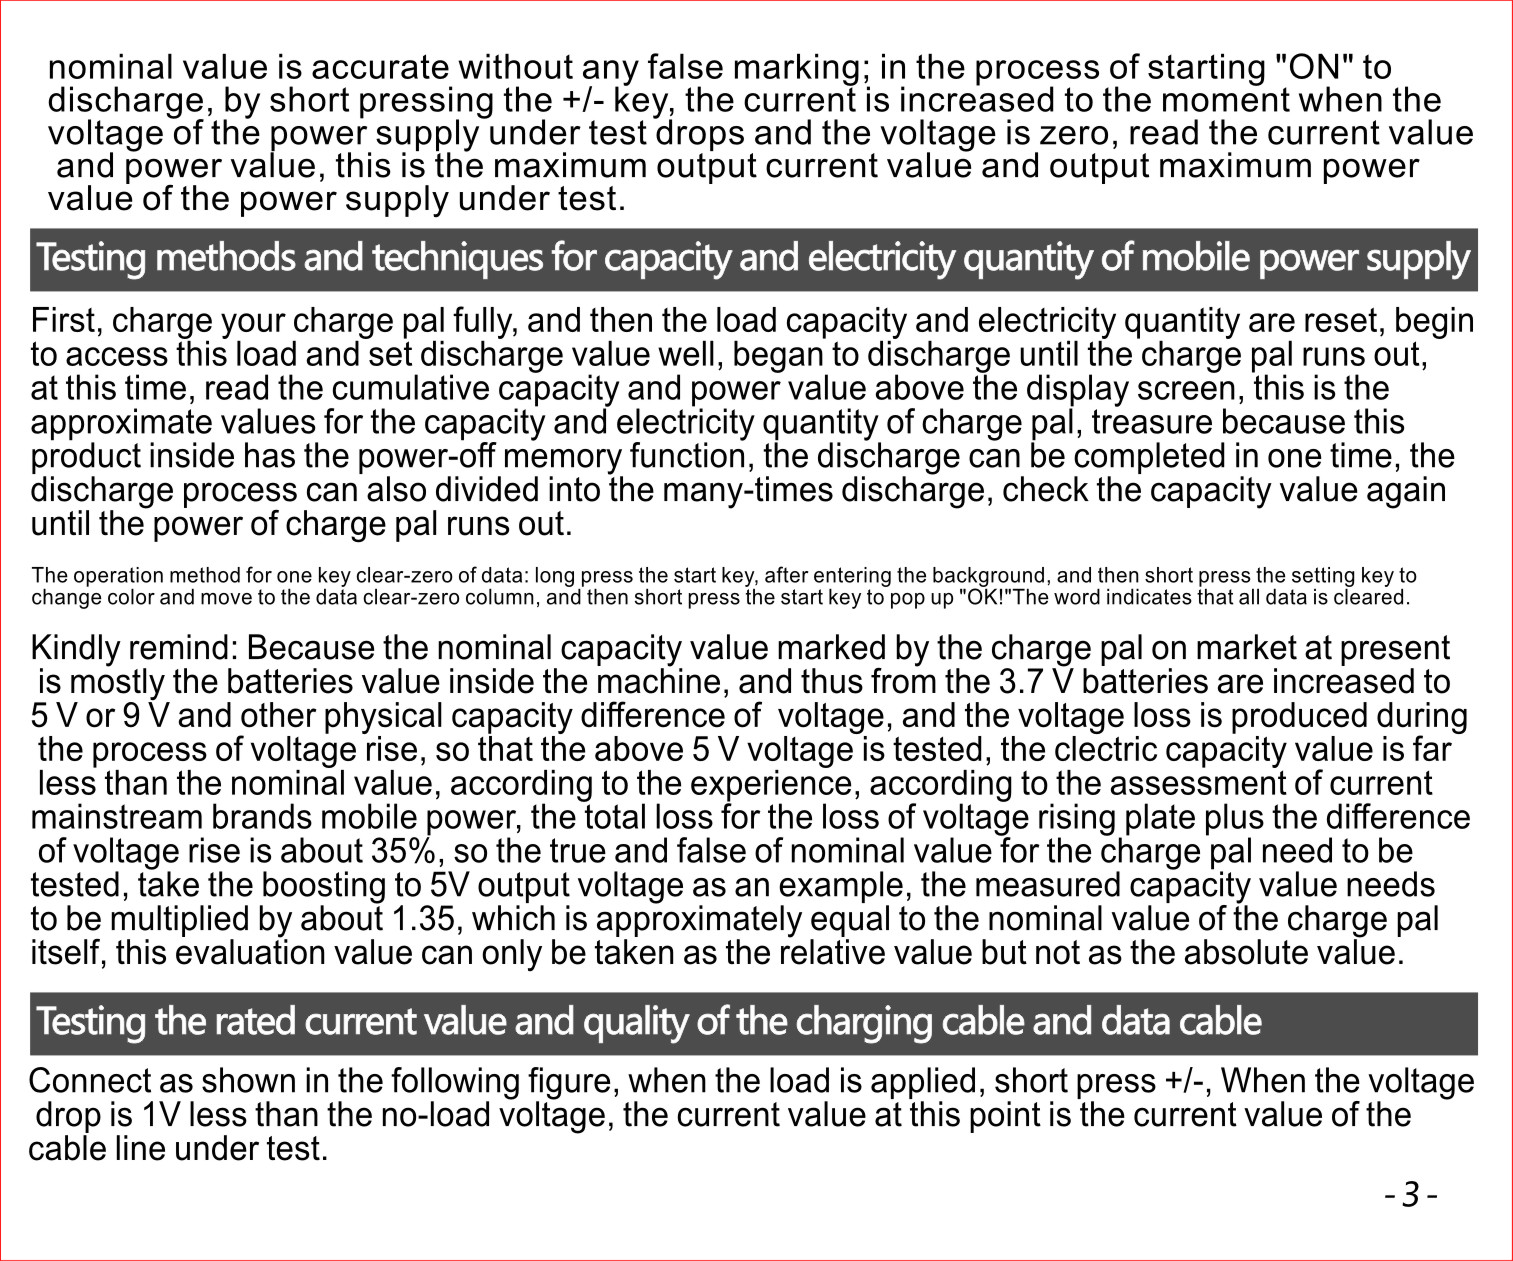 nominal value is accurate without any false marking; in the process of starting "ON" to
discharge, by short pressing the +/- key, the current is increased to the moment when the
voltage of the power supply under test drops and the voltage is zero, read the current value
and power value, this is the maximum output current value and output maximum power
value of the power supply under test.
Testing methods and techniques for capacity and electricity quantity of mobile power supply
First, charge your charge pal fully, and then the load capacity and electricity quantity are reset, begin
to access this load and set discharge value well, began to discharge until the charge pal runs out,
at this time, read the cumulative capacity and power value above the display screen, this is the
approximate values for the capacity and electricity quantity of charge pal, treasure because this
product inside has the power-off memory function, the discharge can be completed in one time, the
discharge process can also divided into the many-times discharge, check the capacity value again
until the power of charge pal runs out.
The operation method for one key clear-zero of data: long press the start key, after entering the background, and then short press the setting key to
change color and move to the data clear-zero column, and then short press the start key to pop up "OK!"The word indicates that all data is cleared.
Kindly remind: Because the nominal capacity value marked by the charge pal on market at present
is mostly the batteries value inside the machine, and thus from the 3.7 V batteries are increased to
5 V or 9 V and other physical capacity difference of voltage, and the voltage loss is produced during
the process of voltage rise, so that the above 5 V voltage is tested, the clectric capacity value is far
less than the nominal value, according to the experience, according to the assessment of current
mainstream brands mobile power, the total loss for the loss of voltage rising plate plus the difference
of voltage rise is about 35%, so the true and false of nominal value for the charge pal need to be
tested, take the boosting to 5V output voltage as an example, the measured capacity value needs
to be multiplied by about 1.35, which is approximately equal to the nominal value of the charge pal
itself, this evaluation value can only be taken as the relative value but not as the absolute value.
Testing the rated current value and quality of the charging cable and data cable
Connect as shown in the following figure, when the load is applied, short press +/-, When the voltage
drop is 1V less than the no-load voltage, the current value at this point is the current value of the
cable line under test.
- 3 -